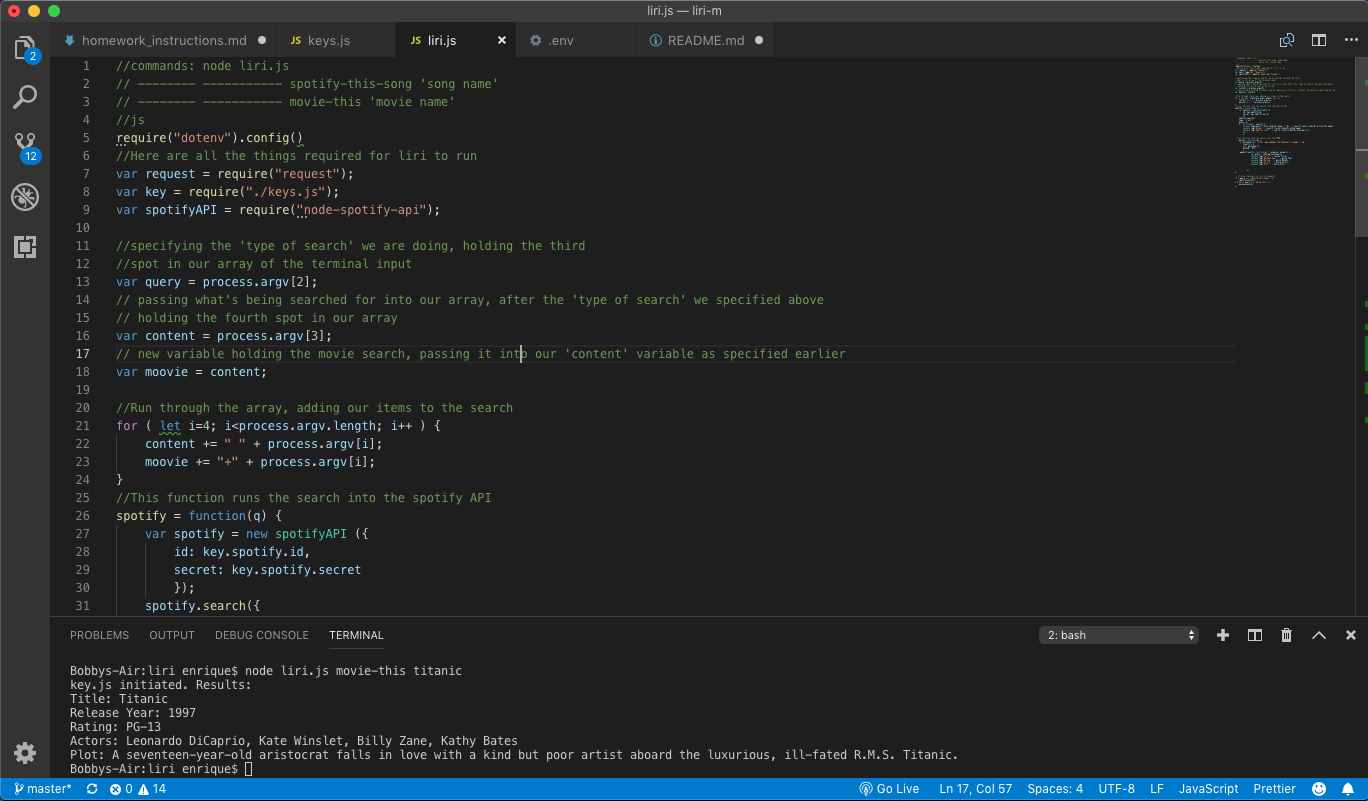 liri.js — liri-m
homework_instructions.md
JS keys.js
JS liri.js
.env
README.md
2
12
1 //commands: node liri.js
2 // -------- ----------- spotify-this-song 'song name'
3 // -------- ----------- movie-this 'movie name'
4 //js
5 require("dotenv").config()
6 //Here are all the things required for liri to run
7 var request = require("request");
8 var key = require("./keys.js");
9 var spotifyAPI = require("node-spotify-api");
10
11 //specifying the 'type of search' we are doing, holding the third
12 //spot in our array of the terminal input
13 var query = process.argv[2];
14 // passing what's being searched for into our array, after the 'type of search' we specified above
15 // holding the fourth spot in our array
16 var content = process.argv[3];
17 // new variable holding the movie search, passing it into our 'content' variable as specified earlier
18 var moovie = content;
19
20 //Run through the array, adding our items to the search
21 for ( let i=4; i<process.argv.length; i++ ) {
22 content += " " + process.argv[i];
23 moovie += "+" + process.argv[i];
24 }
25 //This function runs the search into the spotify API
26 spotify = function(q) {
27 var spotify = new spotifyAPI ({
28 id: key.spotify.id,
29 secret: key.spotify.secret
30 });
31 spotify.search({
PROBLEMS OUTPUT DEBUG CONSOLE TERMINAL 2: bash
Bobbys-Air:liri enrique$ node liri.js movie-this titanic
key.js initiated. Results:
Title: Titanic
Release Year: 1997
Rating: PG-13
Actors: Leonardo DiCaprio, Kate Winslet, Billy Zane, Kathy Bates
Plot: A seventeen-year-old aristocrat falls in love with a kind but poor artist aboard the luxurious, ill-fated R.M.S. Titanic.
Bobbys-Air:liri enrique$
master* 0 14 Go Live Ln 17, Col 57 Spaces: 4 UTF-8 LF JavaScript Prettier